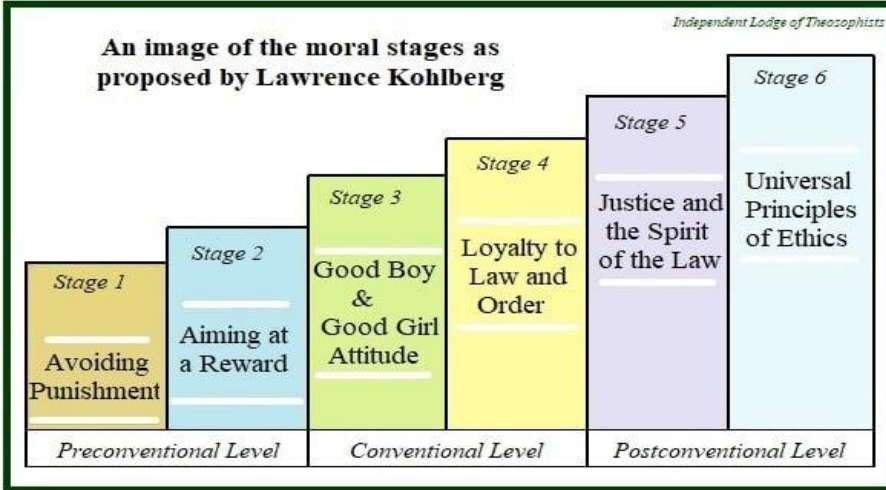 Independent Lodge of Theosophists
An image of the moral stages as
proposed by Lawrence Kohlberg
Stage 1
Avoiding
Punishment
Stage 2
Aiming at
a Reward
Stage 3
Good Boy
&
Good Girl
Attitude
Stage 4
Loyalty to
Law and
Order
Stage 5
Justice and
the Spirit
of the Law
Stage 6
Universal
Principles
of Ethics
Preconventional Level
Conventional Level
Postconventional Level